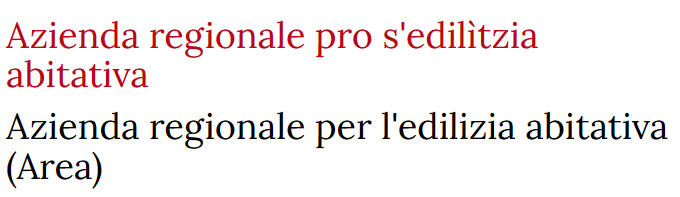 Azienda regionale pro s'edilìtzia
abitativa
Azienda regionale per l'edilizia abitativa
(Area)